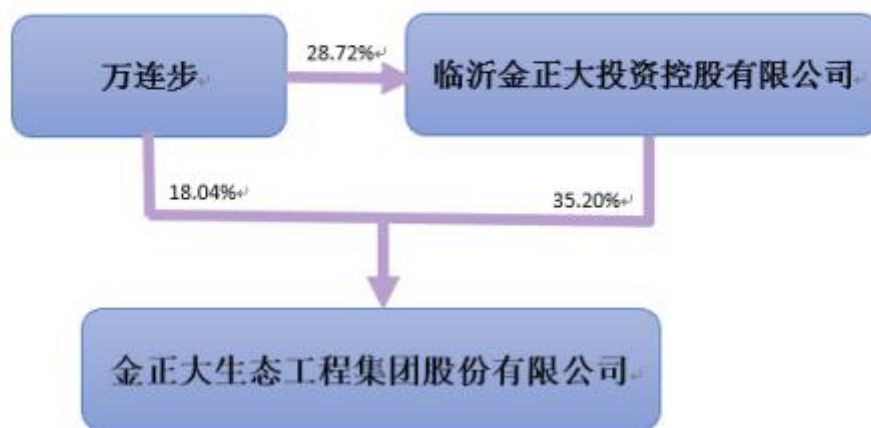 万连步
28.72%
临沂金正大投资控股有限公司
18.04%
35.20%
金正大生态工程集团股份有限公司